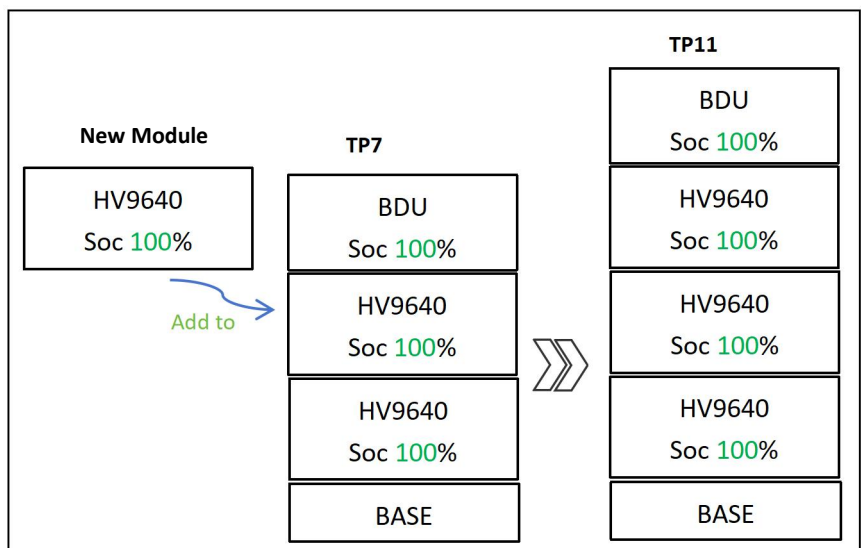 New Module
HV9640
Soc 100%
Add to
TP7
BDU
Soc 100%
HV9640
Soc 100%
HV9640
Soc 100%
BASE
TP11
BDU
Soc 100%
HV9640
Soc 100%
HV9640
Soc 100%
HV9640
Soc 100%
BASE